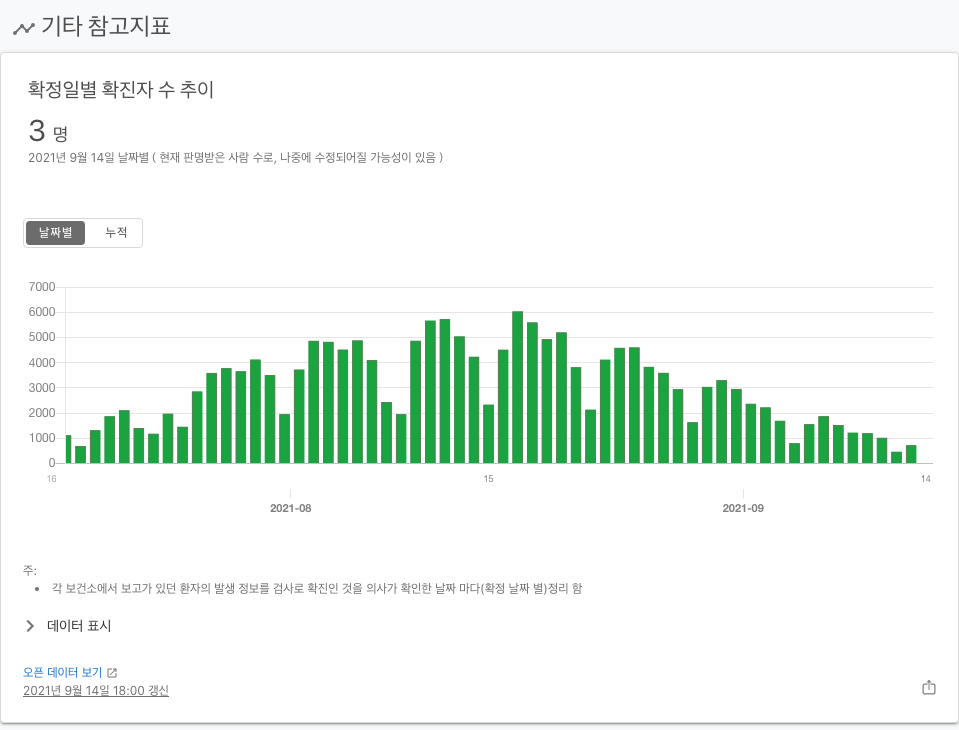 기타 참고지표
확정일별 확진자 수 추이
3 명
2021년 9월 14일 날짜별 ( 현재 판명받은 사람 수로, 나중에 수정되어질 가능성이 있음 )
날짜별 누적
7000
6000
5000
4000
3000
2000
1000
0
16 15 14
2021-08 2021-09
주:
• 각 보건소에서 보고가 있던 환자의 발생 정보를 검사로 확진인 것을 의사가 확인한 날짜 마다(확정 날짜 별)정리 함
데이터 표시
오픈 데이터 보기
2021년 9월 14일 18:00 갱신